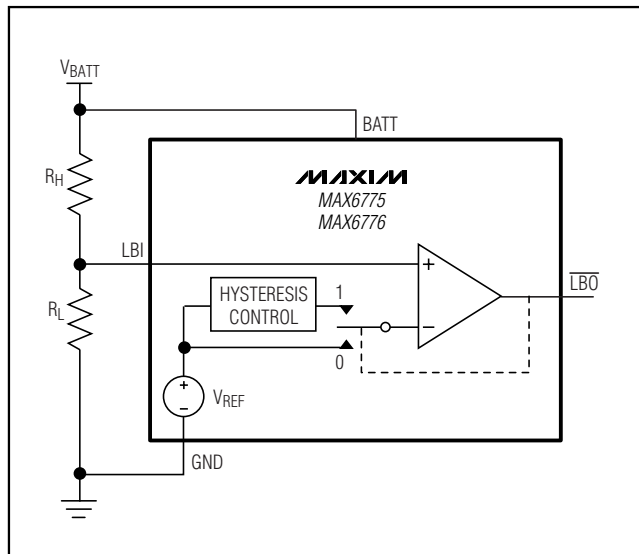 VBATT
BATT
RH
MAXIM
MAX6775
MAX6776
LBI
+
LBO
HYSTERESIS
CONTROL
1
−
RL
0
+
−
VREF
GND